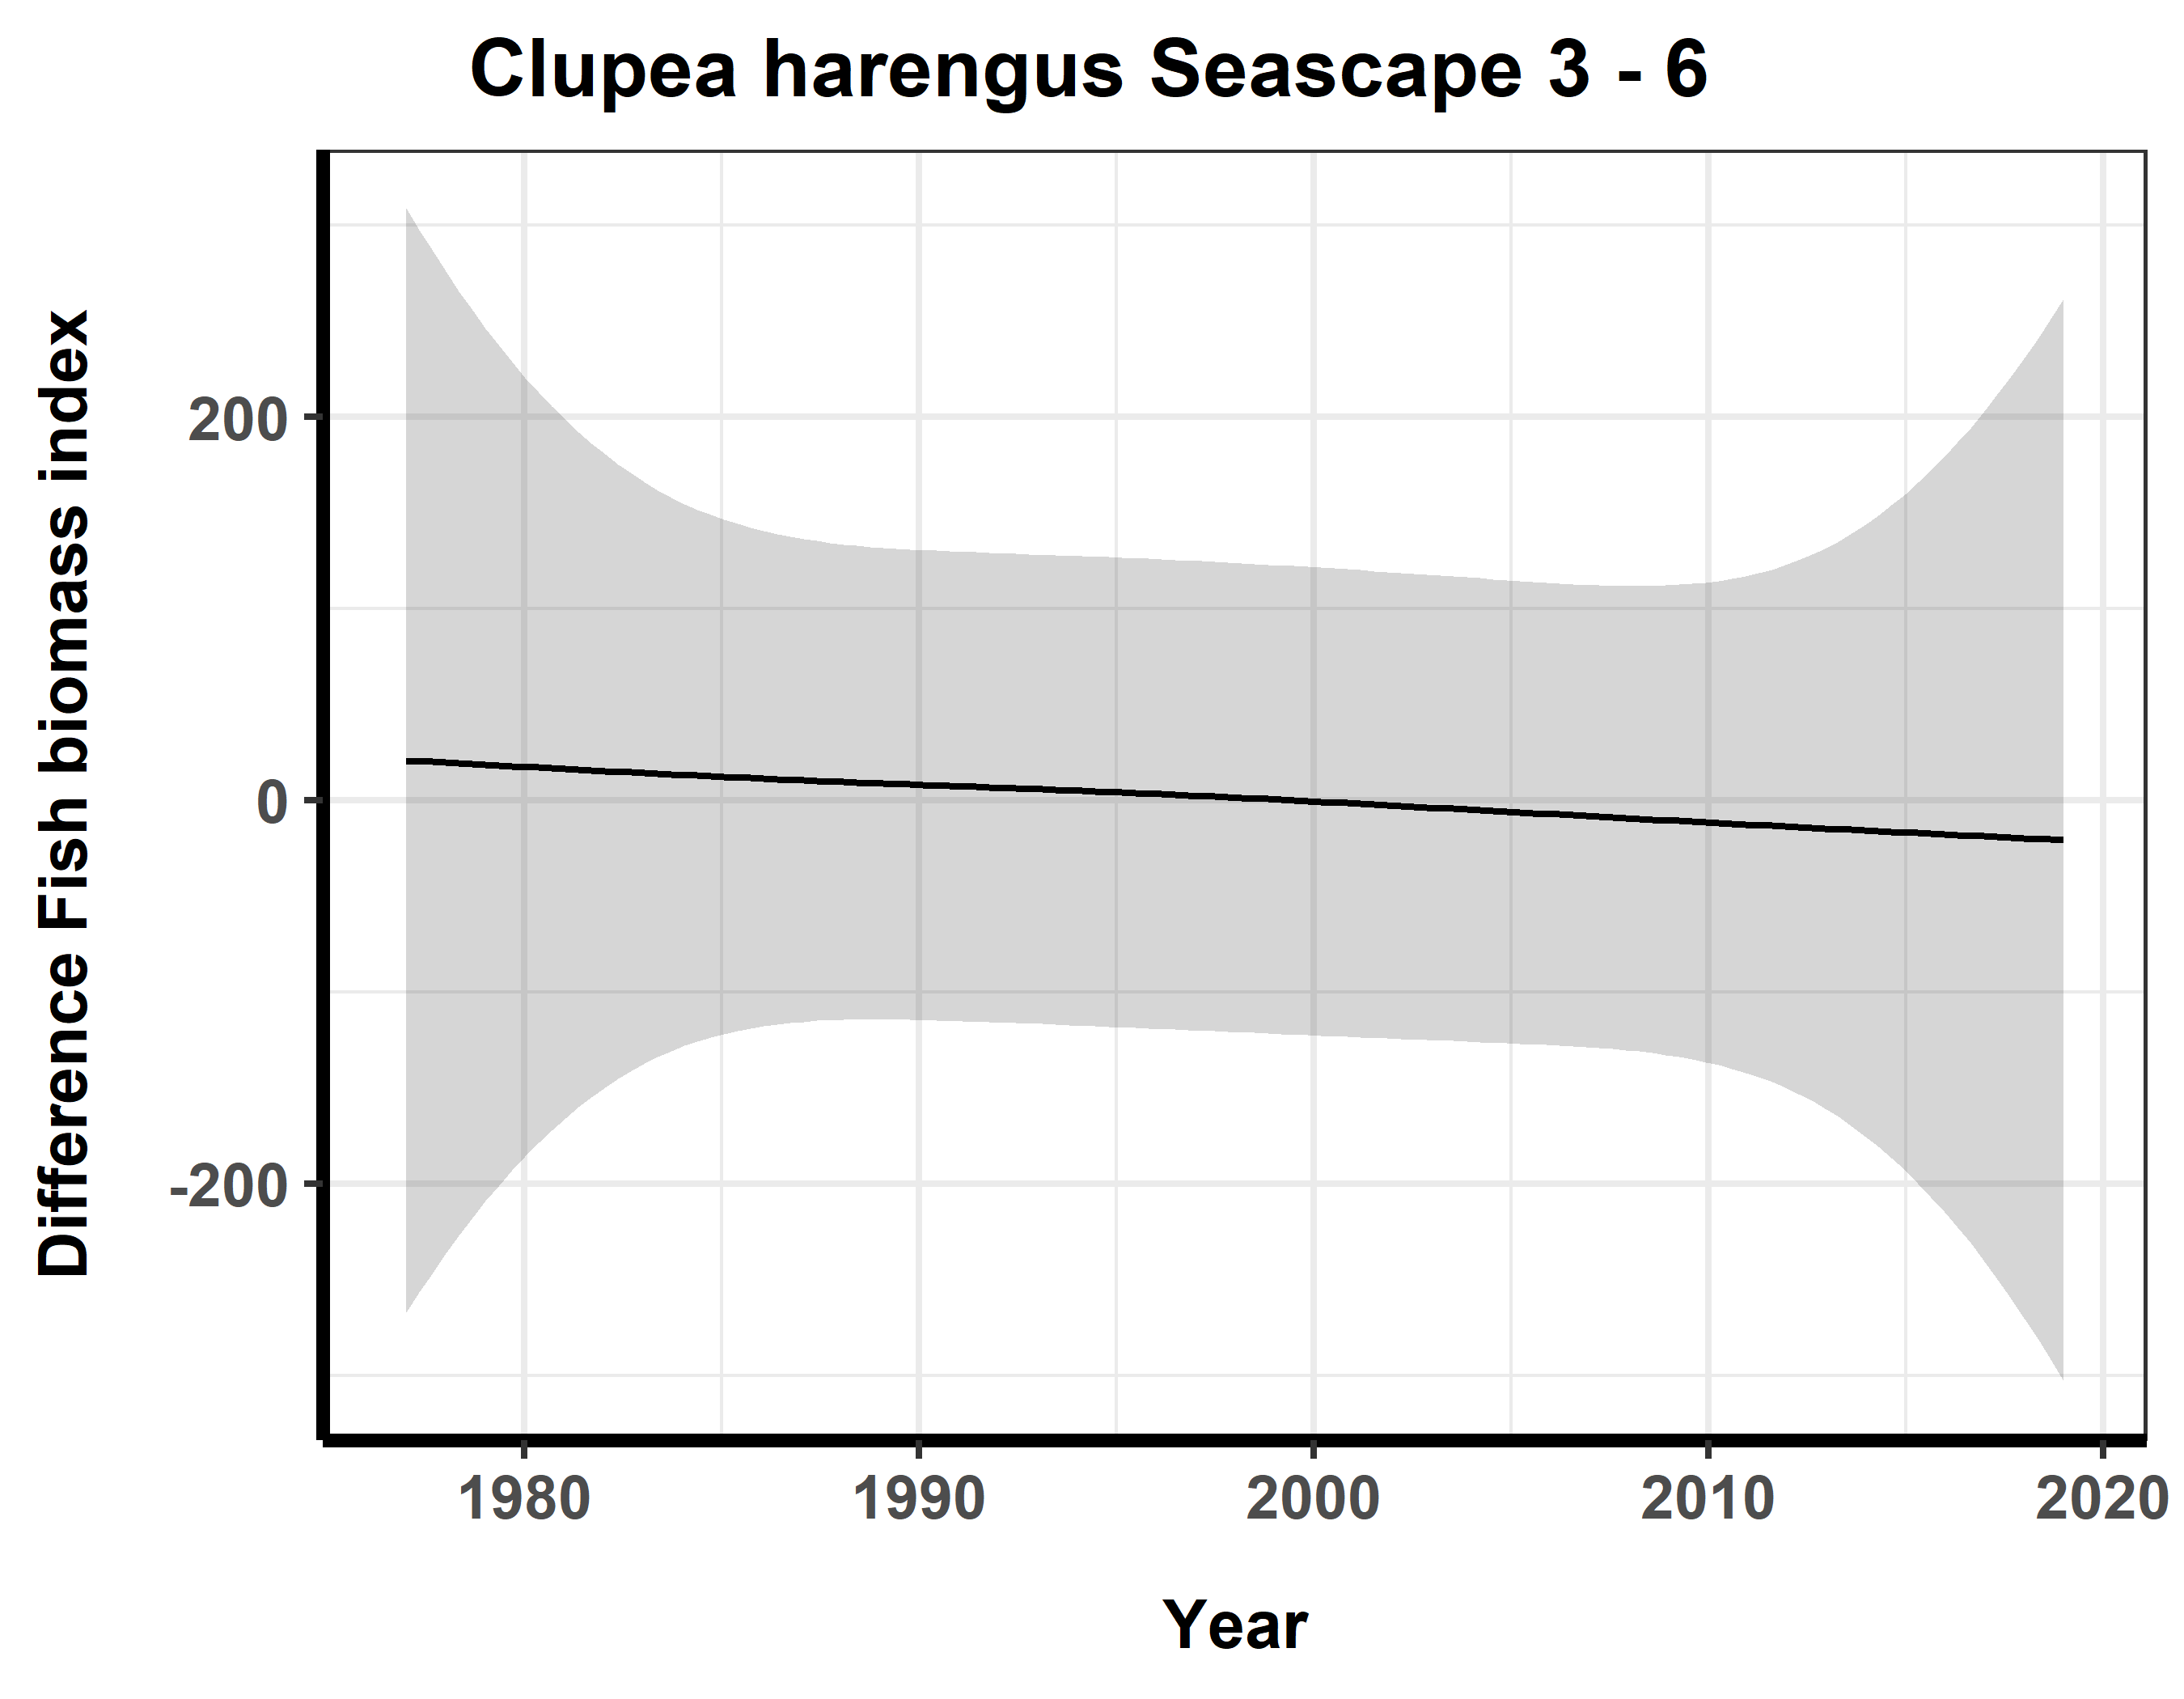 Clupea harengus Seascape 3 - 6
Difference Fish biomass index
200
0
-200
1980 1990 2000 2010 2020
Year